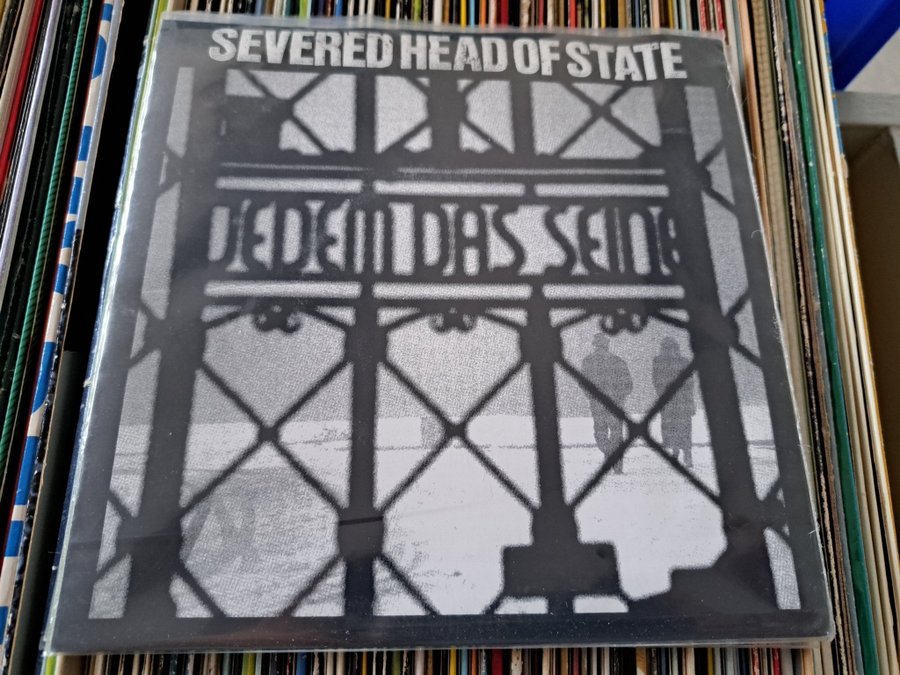 SEVERED HEAD OF STATE
JEDEM DAS SEINE